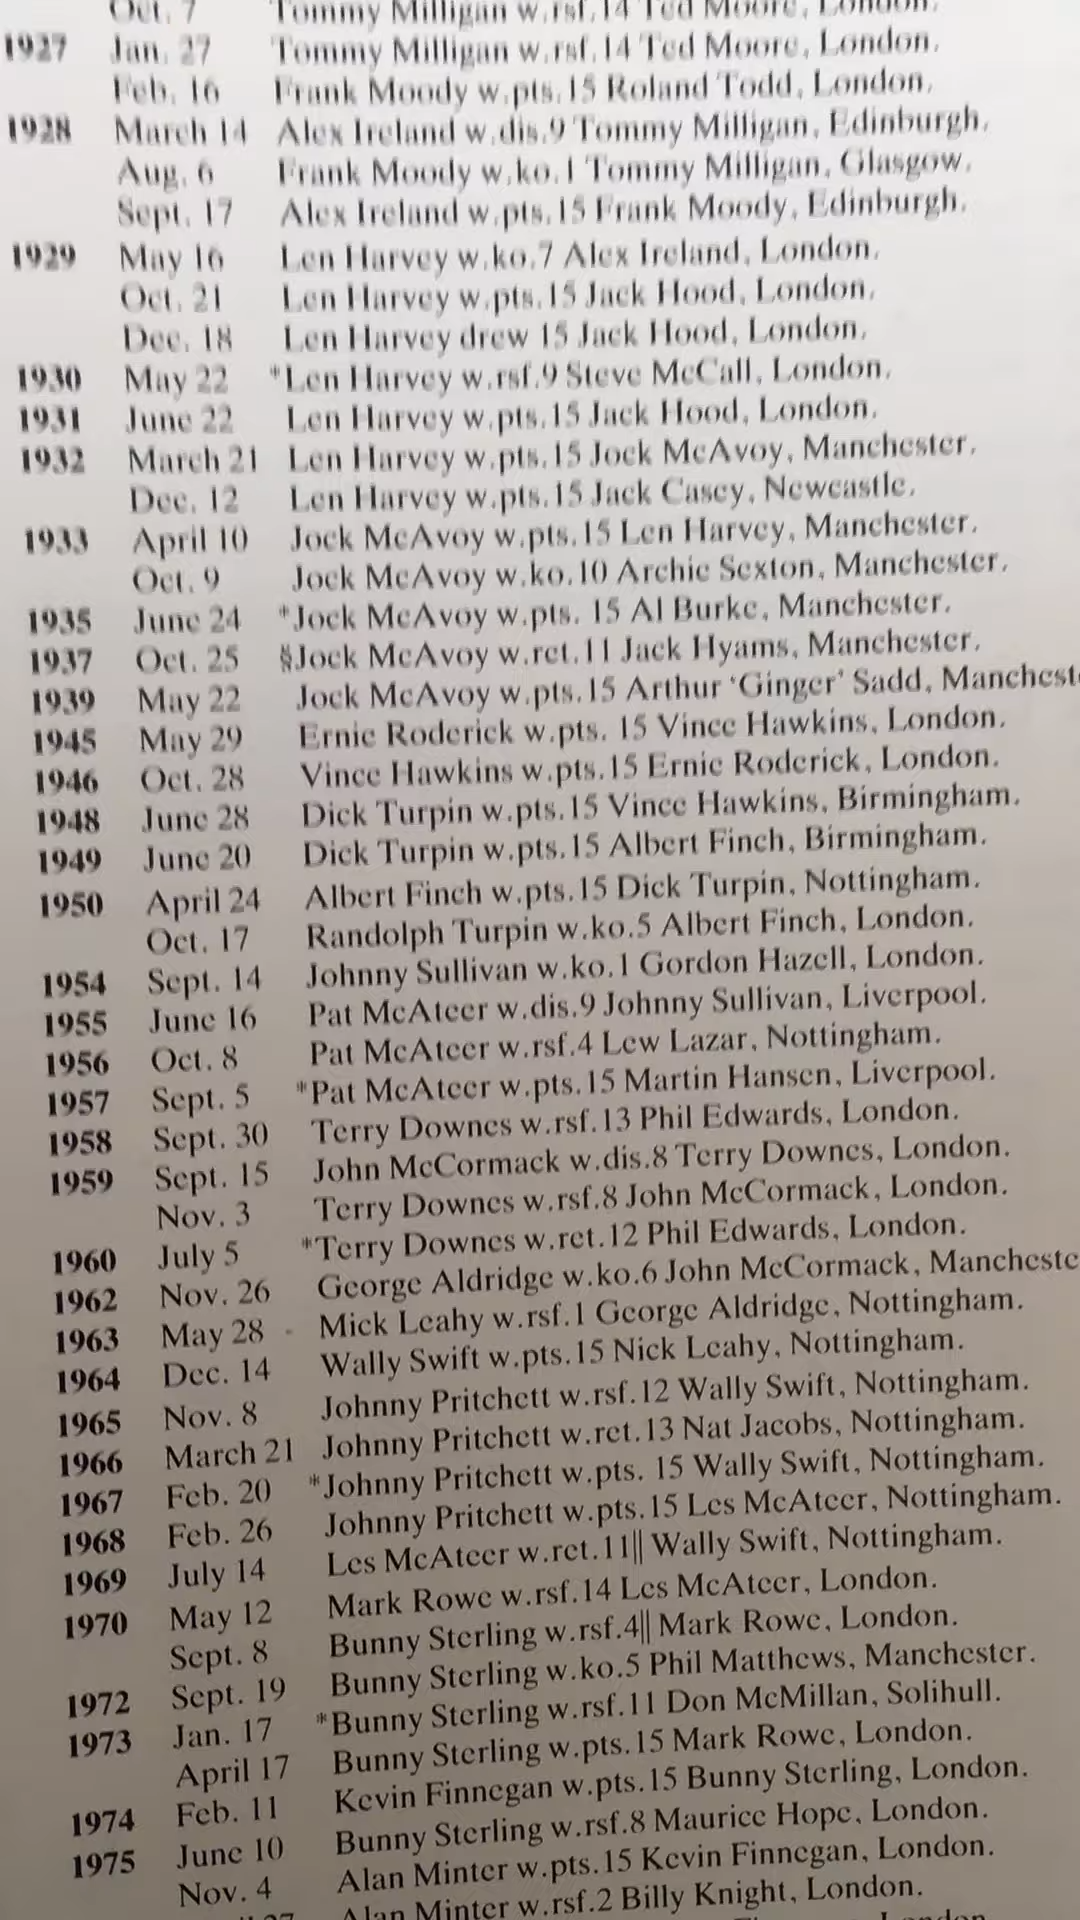 Oct. 7 Tommy Milligan w.rsf.14 Ted Moore, London.
1927 Jan. 27 Tommy Milligan w.rsf.14 Ted Moore, London.
Feb. 16 Frank Moody w.pts.15 Roland Todd, London.
1928 March 14 Alex Ireland w.dis.9 Tommy Milligan, Edinburgh.
Aug. 6 Frank Moody w.ko.1 Tommy Milligan, Glasgow.
Sept. 17 Alex Ireland w.pts.15 Frank Moody, Edinburgh.
1929 May 16 Len Harvey w.ko.7 Alex Ireland, London.
Oct. 21 Len Harvey w.pts.15 Jack Hood, London.
Dec. 18 Len Harvey drew 15 Jack Hood, London.
1930 May 22 *Len Harvey w.rsf.9 Steve McCall, London.
1931 June 22 Len Harvey w.pts.15 Jack Hood, London.
1932 March 21 Len Harvey w.pts.15 Jock McAvoy, Manchester.
Dec. 12 Len Harvey w.pts.15 Jack Casey, Newcastle.
1933 April 10 Jock McAvoy w.pts.15 Len Harvey, Manchester.
Oct. 9 Jock McAvoy w.ko.10 Archie Sexton, Manchester.
1935 June 24 *Jock McAvoy w.pts. 15 Al Burke, Manchester.
1937 Oct. 25 §Jock McAvoy w.ret.11 Jack Hyams, Manchester.
1939 May 22 Jock McAvoy w.pts.15 Arthur ‘Ginger’ Sadd, Manchest
1945 May 29 Ernie Roderick w.pts. 15 Vince Hawkins, London.
1946 Oct. 28 Vince Hawkins w.pts.15 Ernie Roderick, London.
1948 June 28 Dick Turpin w.pts.15 Vince Hawkins, Birmingham.
1949 June 20 Dick Turpin w.pts.15 Albert Finch, Birmingham.
1950 April 24 Albert Finch w.pts.15 Dick Turpin, Nottingham.
Oct. 17 Randolph Turpin w.ko.5 Albert Finch, London.
1954 Sept. 14 Johnny Sullivan w.ko.1 Gordon Hazell, London.
1955 June 16 Pat McAteer w.dis.9 Johnny Sullivan, Liverpool.
1956 Oct. 8 Pat McAteer w.rsf.4 Lew Lazar, Nottingham.
1957 Sept. 5 *Pat McAteer w.pts.15 Martin Hansen, Liverpool.
1958 Sept. 30 Terry Downes w.rsf.13 Phil Edwards, London.
1959 Sept. 15 John McCormack w.dis.8 Terry Downes, London.
Nov. 3 Terry Downes w.rsf.8 John McCormack, London.
1960 July 5 *Terry Downes w.ret.12 Phil Edwards, London.
1962 Nov. 26 George Aldridge w.ko.6 John McCormack, Mancheste
1963 May 28 Mick Leahy w.rsf.1 George Aldridge, Nottingham.
1964 Dec. 14 Wally Swift w.pts.15 Nick Leahy, Nottingham.
1965 Nov. 8 Johnny Pritchett w.rsf.12 Wally Swift, Nottingham.
1966 March 21 Johnny Pritchett w.ret.13 Nat Jacobs, Nottingham.
1967 Feb. 20 *Johnny Pritchett w.pts. 15 Wally Swift, Nottingham.
1968 Feb. 26 Johnny Pritchett w.pts.15 Les McAteer, Nottingham.
1969 July 14 Les McAteer w.ret.11|| Wally Swift, Nottingham.
1970 May 12 Mark Rowe w.rsf.14 Les McAteer, London.
Sept. 8 Bunny Sterling w.rsf.4|| Mark Rowe, London.
1972 Sept. 19 Bunny Sterling w.ko.5 Phil Matthews, Manchester.
1973 Jan. 17 *Bunny Sterling w.rsf.11 Don McMillan, Solihull.
April 17 Bunny Sterling w.pts.15 Mark Rowe, London.
1974 Feb. 11 Kevin Finnegan w.pts.15 Bunny Sterling, London.
1975 June 10 Bunny Sterling w.rsf.8 Maurice Hope, London.
Nov. 4 Alan Minter w.pts.15 Kevin Finnegan, London.
27 Alan Minter w.rsf.2 Billy Knight, London.